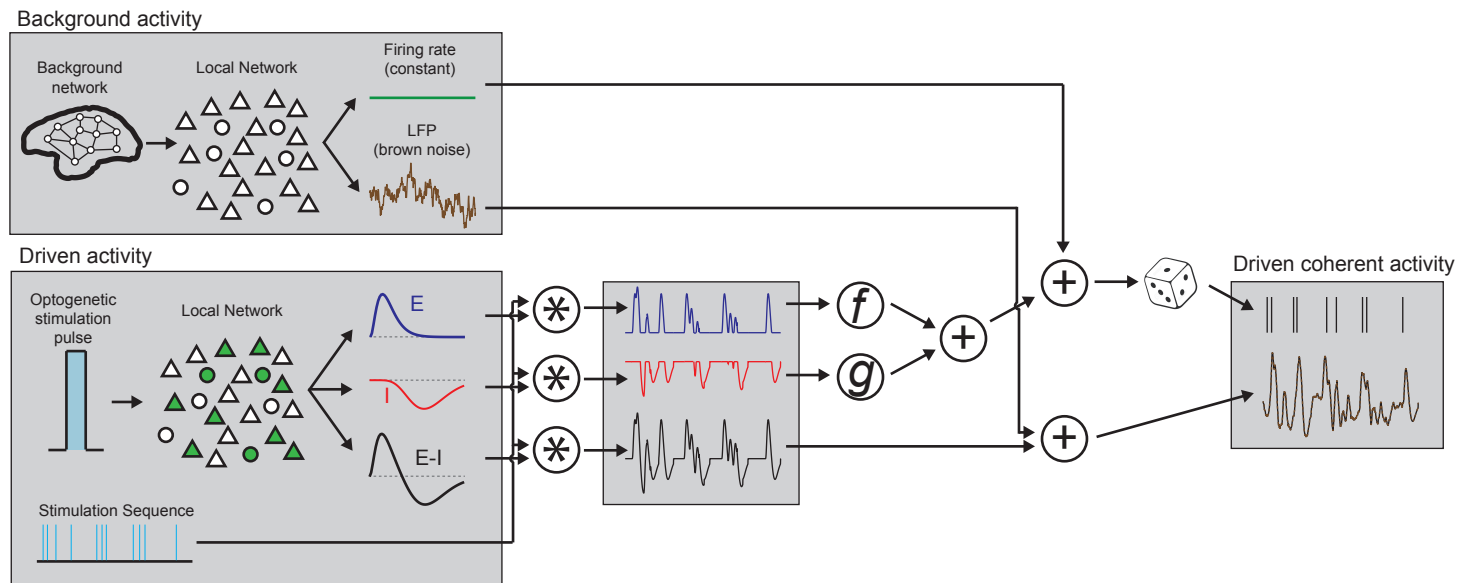 Background activity
Background
network
Local Network
Firing rate
(constant)
LFP
(brown noise)
Driven activity
Optogenetic
stimulation
pulse
Local Network
E
I
E-I
Stimulation Sequence
*
*
*
f
g
+
+
+
Driven coherent activity